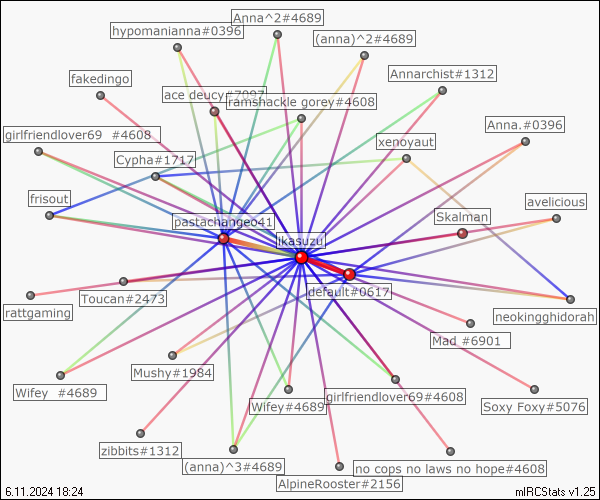 Anna^2#4689
hypomanianna#0396
(anna)^2#4689
fakedingo
Annarchist#1312
ace deucy#7097
ramshackle gorey#4608
Anna.#0396
girlfriendlover69 #4608
xenoyaut
Cypha#1717
frisout
avelicious
pastachangeo41
Skalman
lkasuzu
default#0617
Toucan#2473
rattgaming
neokingghidorah
Mad #6901
Mushy#1984
Wifey #4689
girlfriendlover69#4608
Wifey#4689
Soxy Foxy#5076
zibbits#1312
(anna)^3#4689
no cops no laws no hope#4608
AlpineRooster#2156
6.11.2024 18:24
mIRCStats v1.25